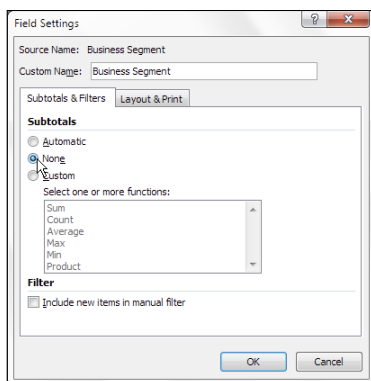 Field Settings
Source Name: Business Segment
Custom Name: Business Segment
Subtotals & Filters Layout & Print
Subtotals
Automatic
None
Custom
Select one or more functions:
Sum
Count
Average
Max
Min
Product
Filter
Include new items in manual filter
OK Cancel